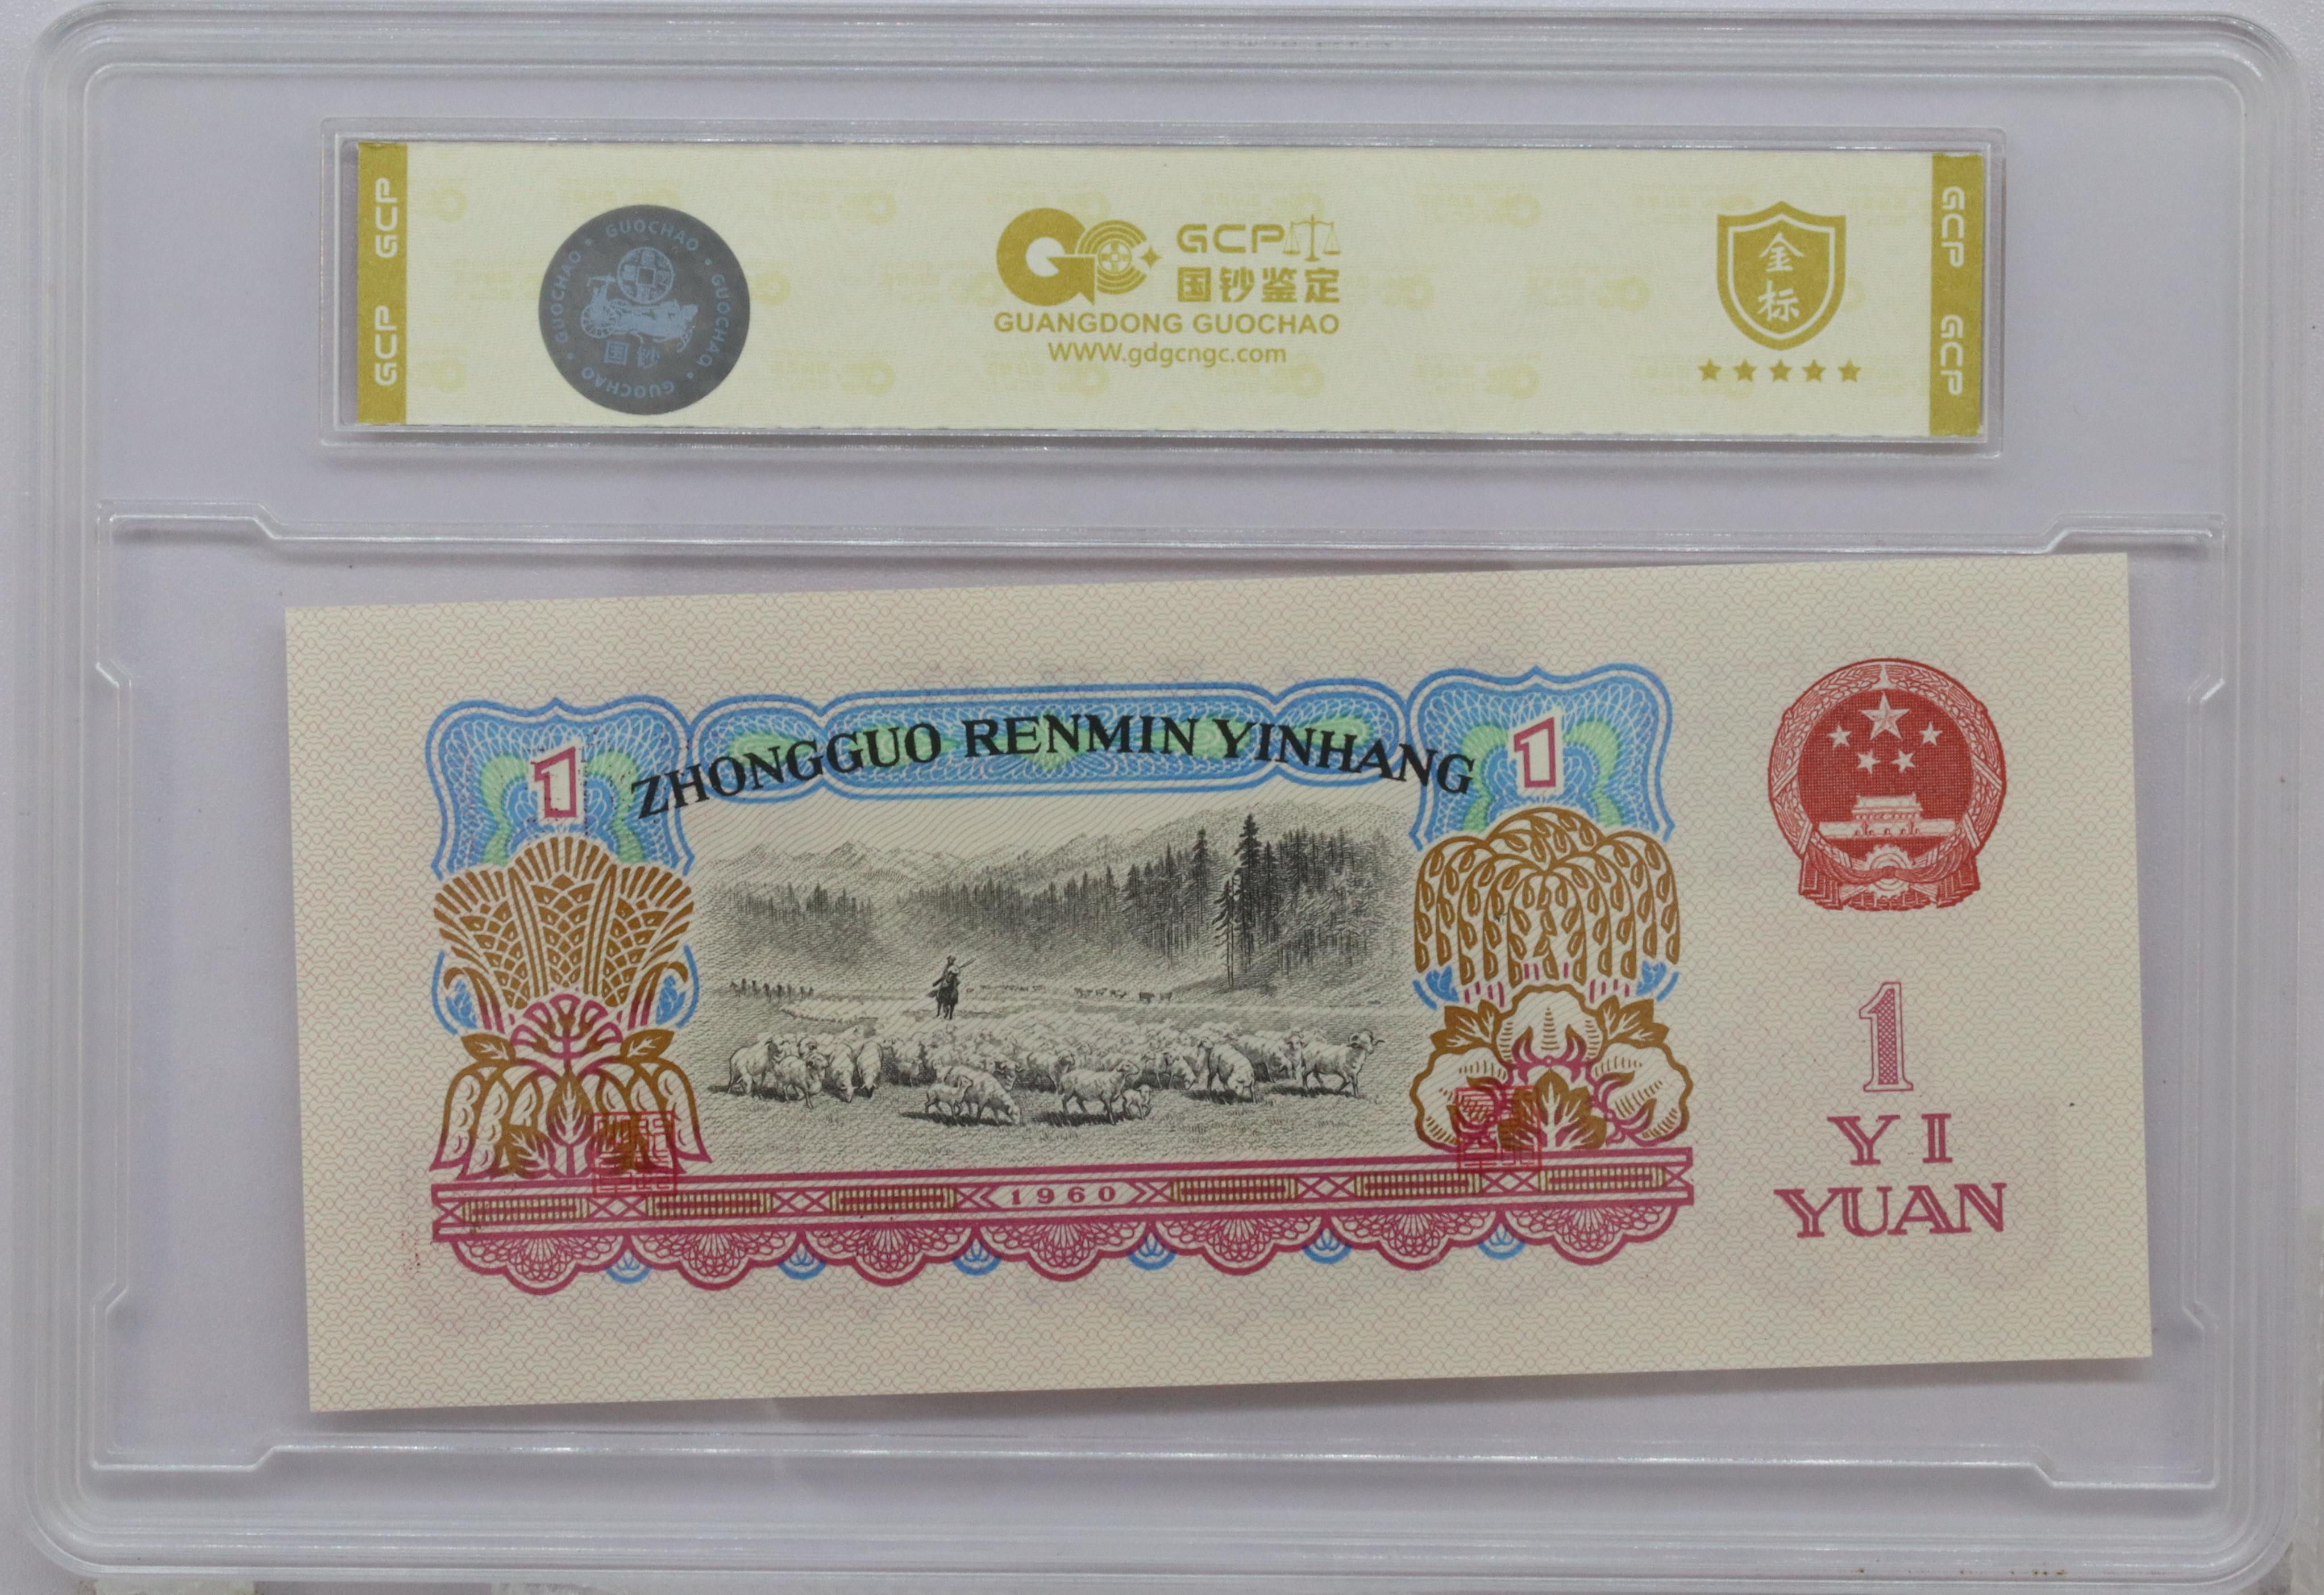 GCP GCP
GUOCHAO • GUOCHAO • GUOCHAO • GUOCHAO •
国钞
GCP
国钞鉴定
GUANGDONG GUOCHAO
WWW.gdgcngc.com
金标
GCP GCP
1
ZHONGGUO RENMIN YINHANG
1
1960
1
YI
YUAN